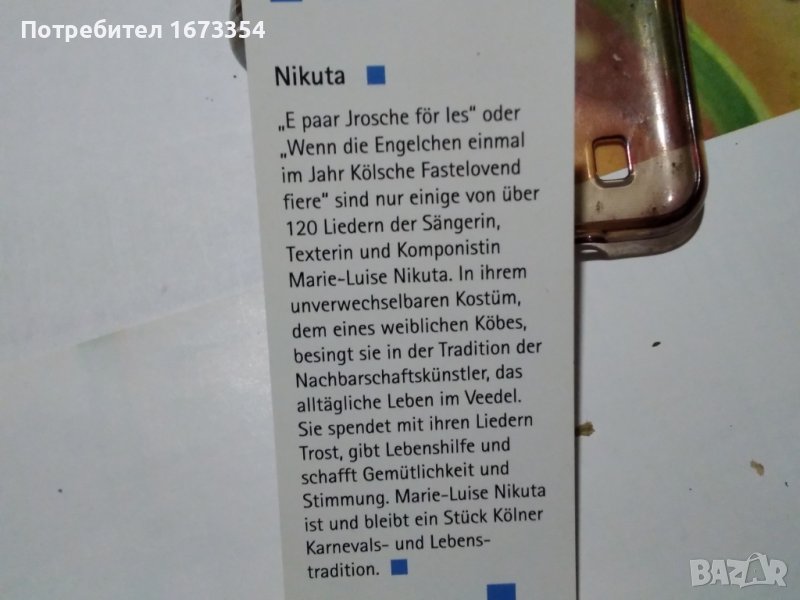 Потребител 1673354
Nikuta
„E paar Jrosche för Ies“ oder
„Wenn die Engelchen einmal
im Jahr Kölsche Fastelovend
fiere“ sind nur einige von über
120 Liedern der Sängerin,
Texterin und Komponistin
Marie-Luise Nikuta. In ihrem
unverwechselbaren Kostüm,
dem eines weiblichen Köbes,
besingt sie in der Tradition der
Nachbarschaftskünstler, das
alltägliche Leben im Veedel.
Sie spendet mit ihren Liedern
Trost, gibt Lebenshilfe und
schafft Gemütlichkeit und
Stimmung. Marie-Luise Nikuta
ist und bleibt ein Stück Kölner
Karnevals- und Lebens-
tradition.
BAZAR